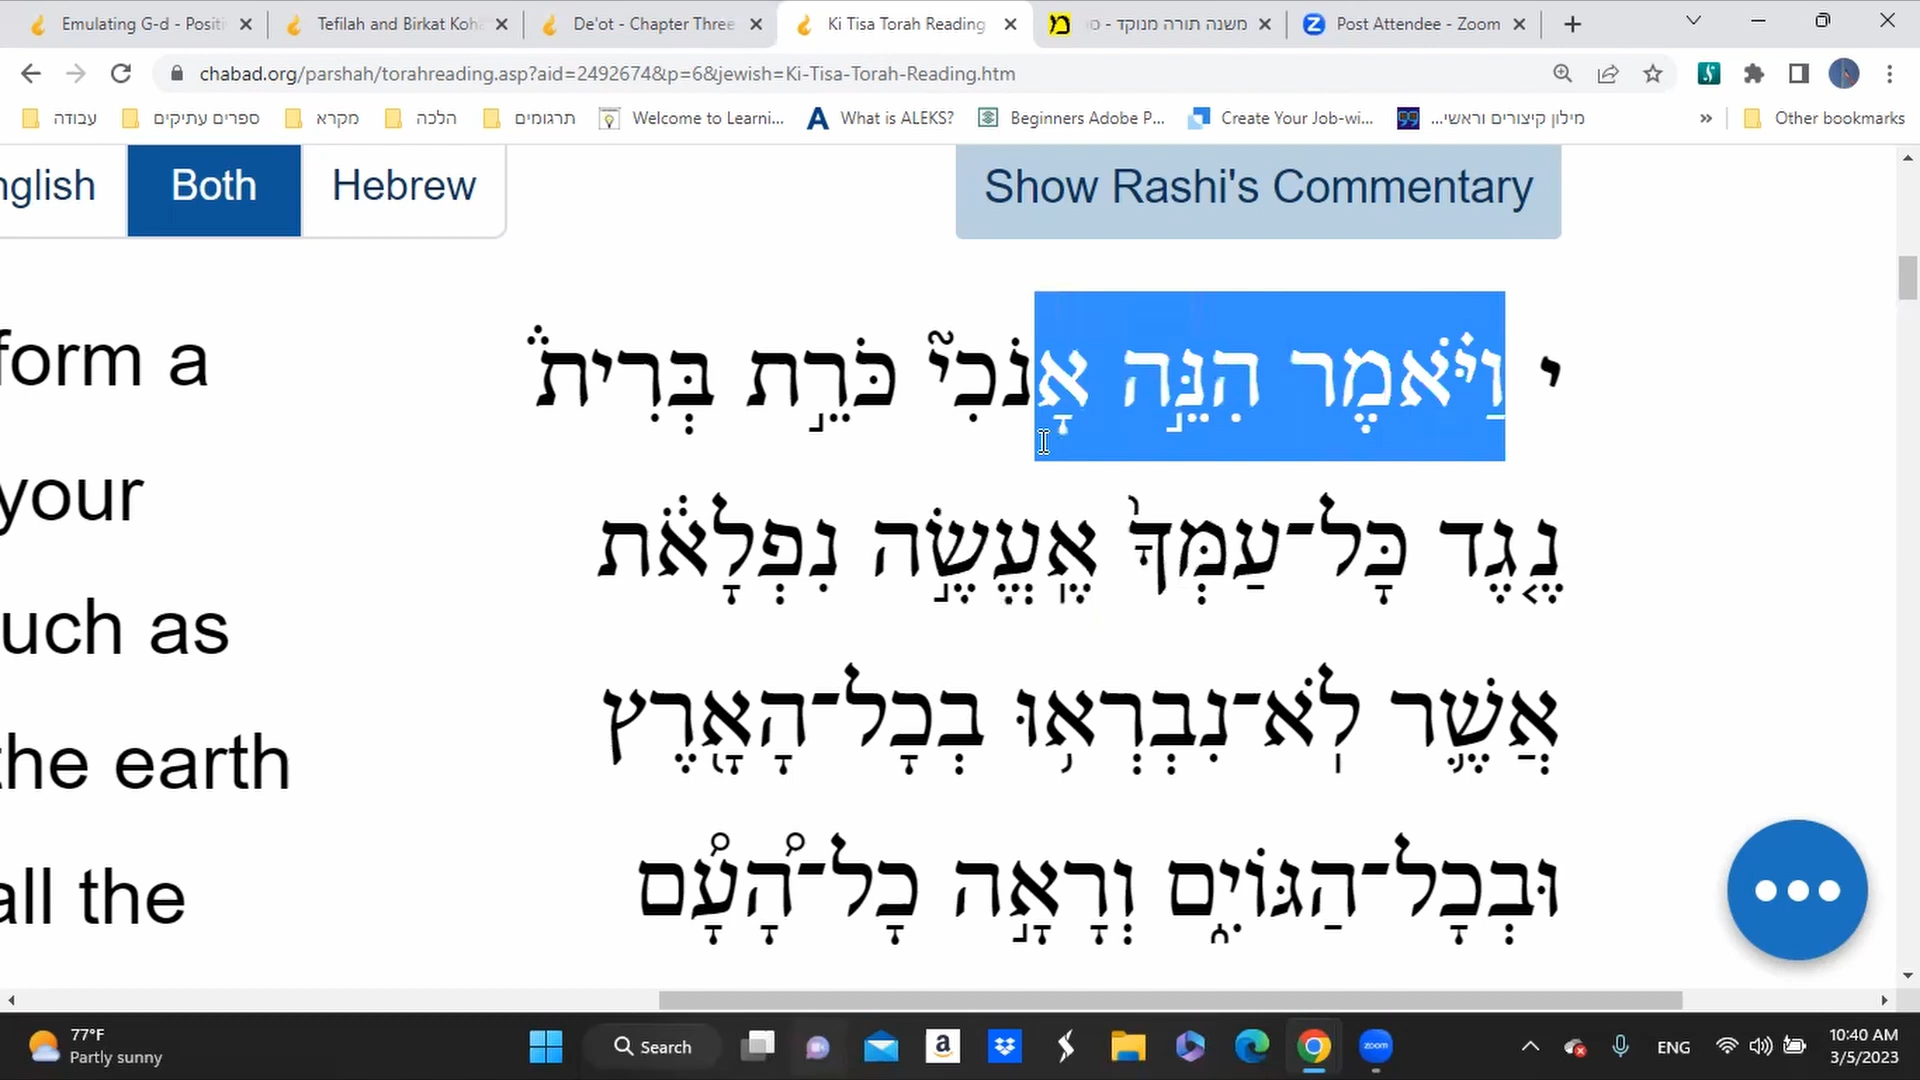 Emulating G-d - Positi
Tefilah and Birkat Koha
De'ot - Chapter Three
Ki Tisa Torah Reading
משנה תורה מנוקד - ס
Post Attendee - Zoom
chabad.org/parshah/torahreading.asp?aid=2492674&p=6&jewish=Ki-Tisa-Torah-Reading.htm
עבודה
ספרים עתיקים
מקרא
הלכה
תרגומים
Welcome to Learni...
What is ALEKS?
Beginners Adobe P...
Create Your Job-wi...
מילון קיצורים וראשי...
Other bookmarks
nglish
Both
Hebrew
Show Rashi's Commentary
form a
your
uch as
the earth
all the
י וַיֹּ֗אמֶר הִנֵּ֣ה אָנֹכִי֮ כֹּרֵ֣ת בְּרִית֒
נֶ֤גֶד כָּל־עַמְּךָ֙ אֶֽעֱשֶׂ֣ה נִפְלָאֹ֔ת
אֲשֶׁ֛ר לֹֽא־נִבְרְא֥וּ בְכָל־הָאָ֖רֶץ
וּבְכָל־הַגּוֹיִ֑ם וְרָאָ֣ה כָל־הָ֠עָ֠ם
77°F
Partly sunny
Search
zoom
ENG
10:40 AM
3/5/2023